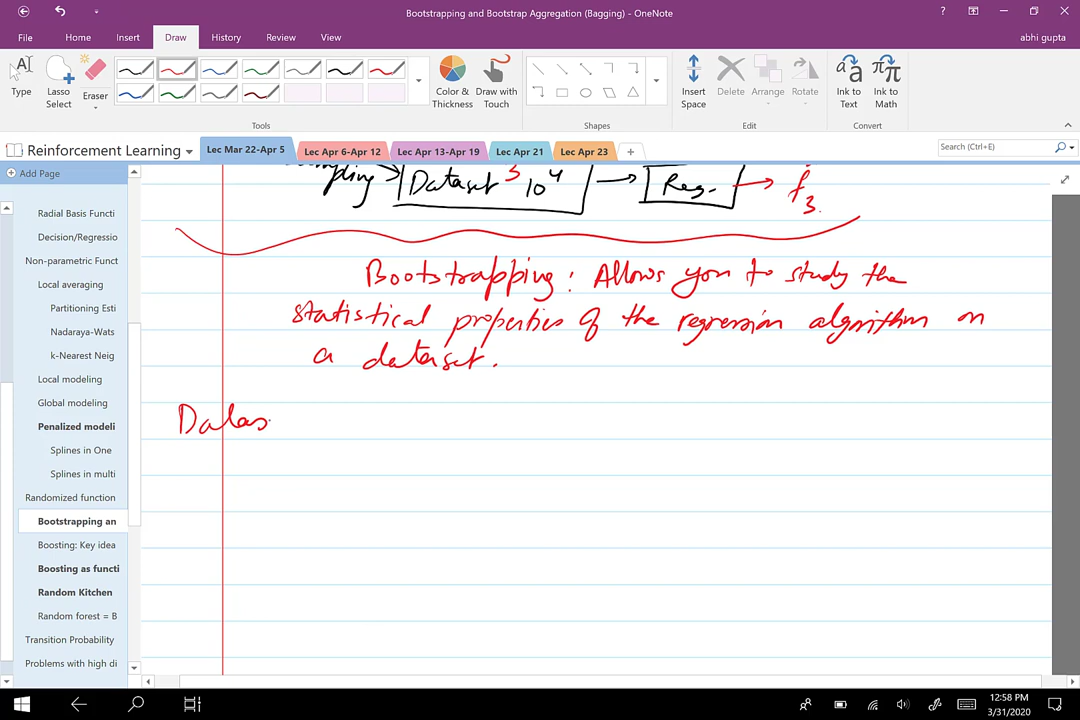 Bootstrapping and Bootstrap Aggregation (Bagging) - OneNote
File Home Insert Draw History Review View
abhi gupta
Type
Lasso Select
Eraser
Color & Thickness
Draw with Touch
Insert Space
Delete
Arrange
Rotate
Ink to Text
Ink to Math
Tools
Shapes
Edit
Convert
Reinforcement Learning
Lec Mar 22-Apr 5
Lec Apr 6-Apr 12
Lec Apr 13-Apr 19
Lec Apr 21
Lec Apr 23
Search (Ctrl+E)
Add Page
Radial Basis Functi
Decision/Regressio
Non-parametric Funct
Local averaging
Partitioning Esti
Nadaraya-Wats
k-Nearest Neig
Local modeling
Global modeling
Penalized modeli
Splines in One
Splines in multi
Randomized function
Bootstrapping an
Boosting: Key idea
Boosting as functi
Random Kitchen
Random forest = B
Transition Probability
Problems with high di
Dataset 3 10^4 → Reg. → f3.
Bootstrapping : Allows you to study the
statistical properties of the regression algorithm on
a dataset.
Datas
12:58 PM
3/31/2020